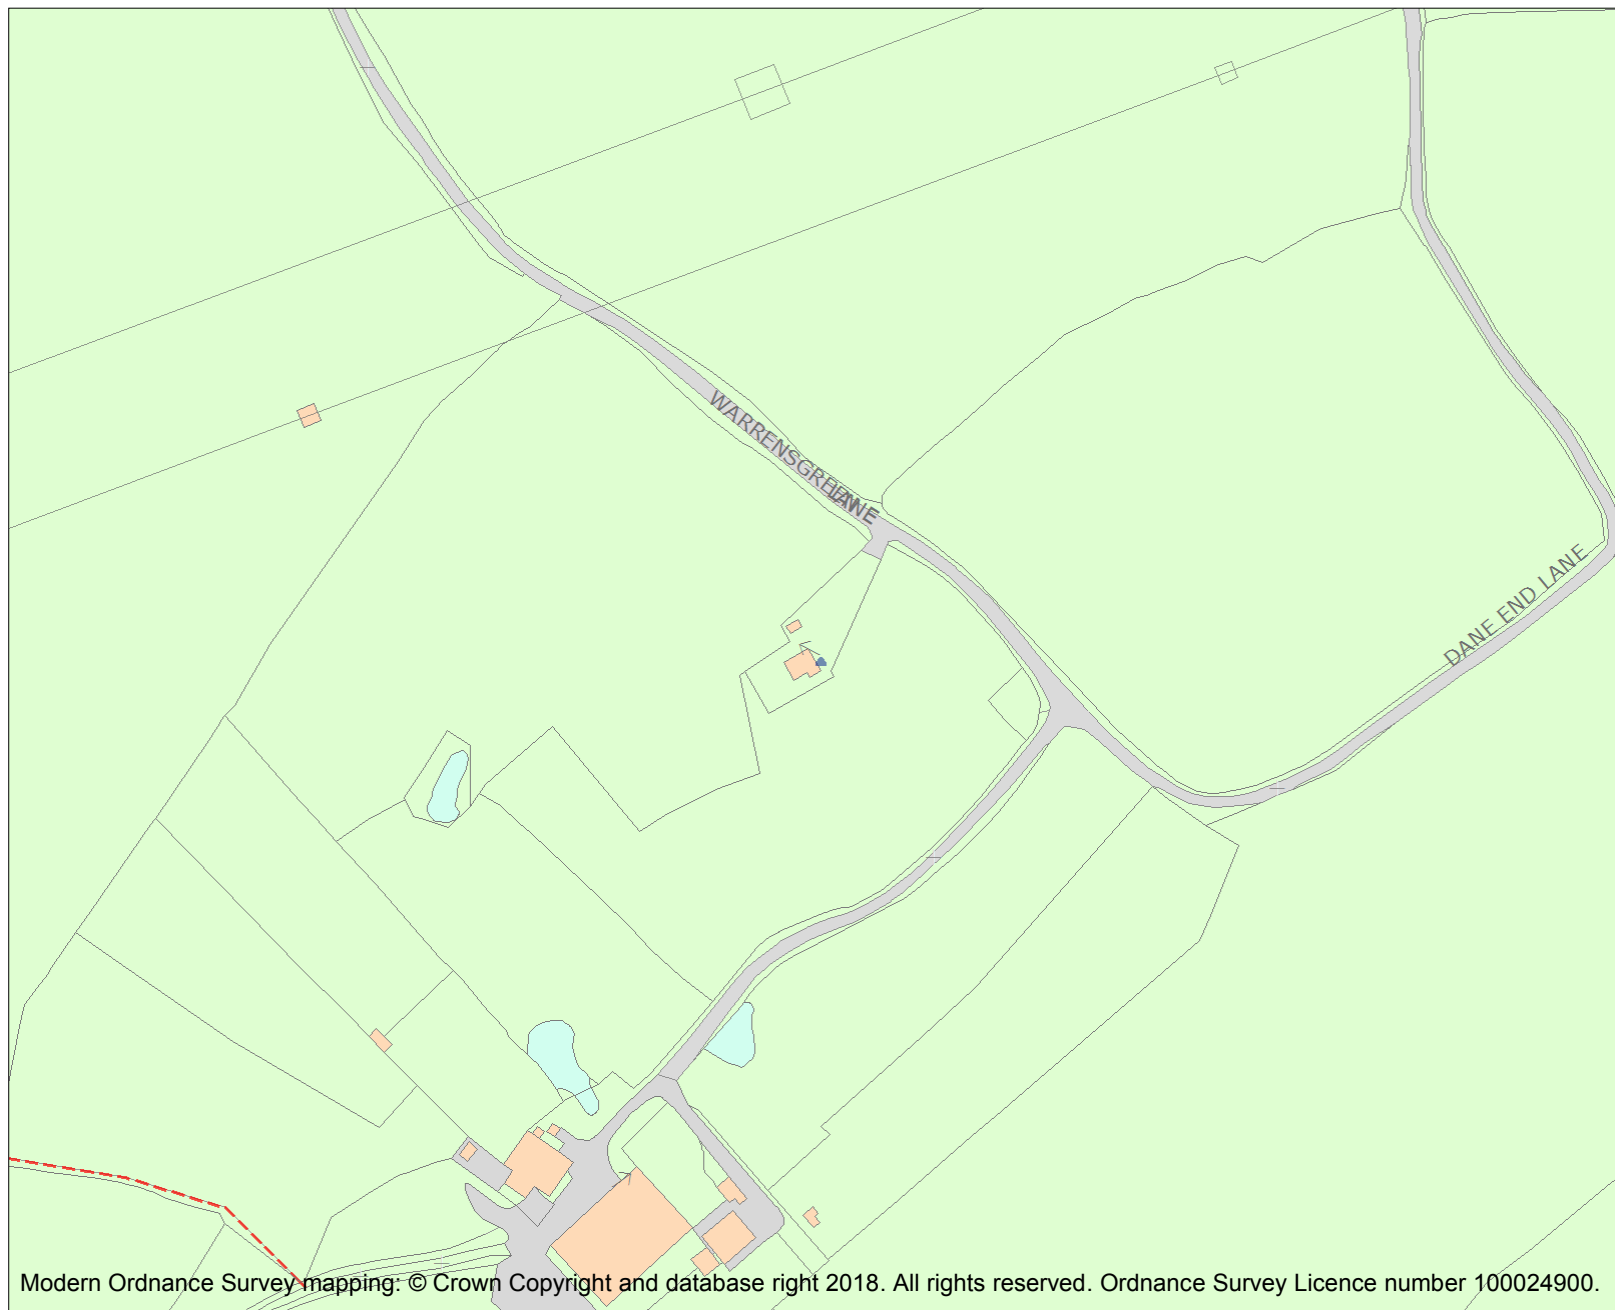 WARRENSGREEN
LANE
DANE END LANE
Modern Ordnance Survey mapping: © Crown Copyright and database right 2018. All rights reserved. Ordnance Survey Licence number 100024900.